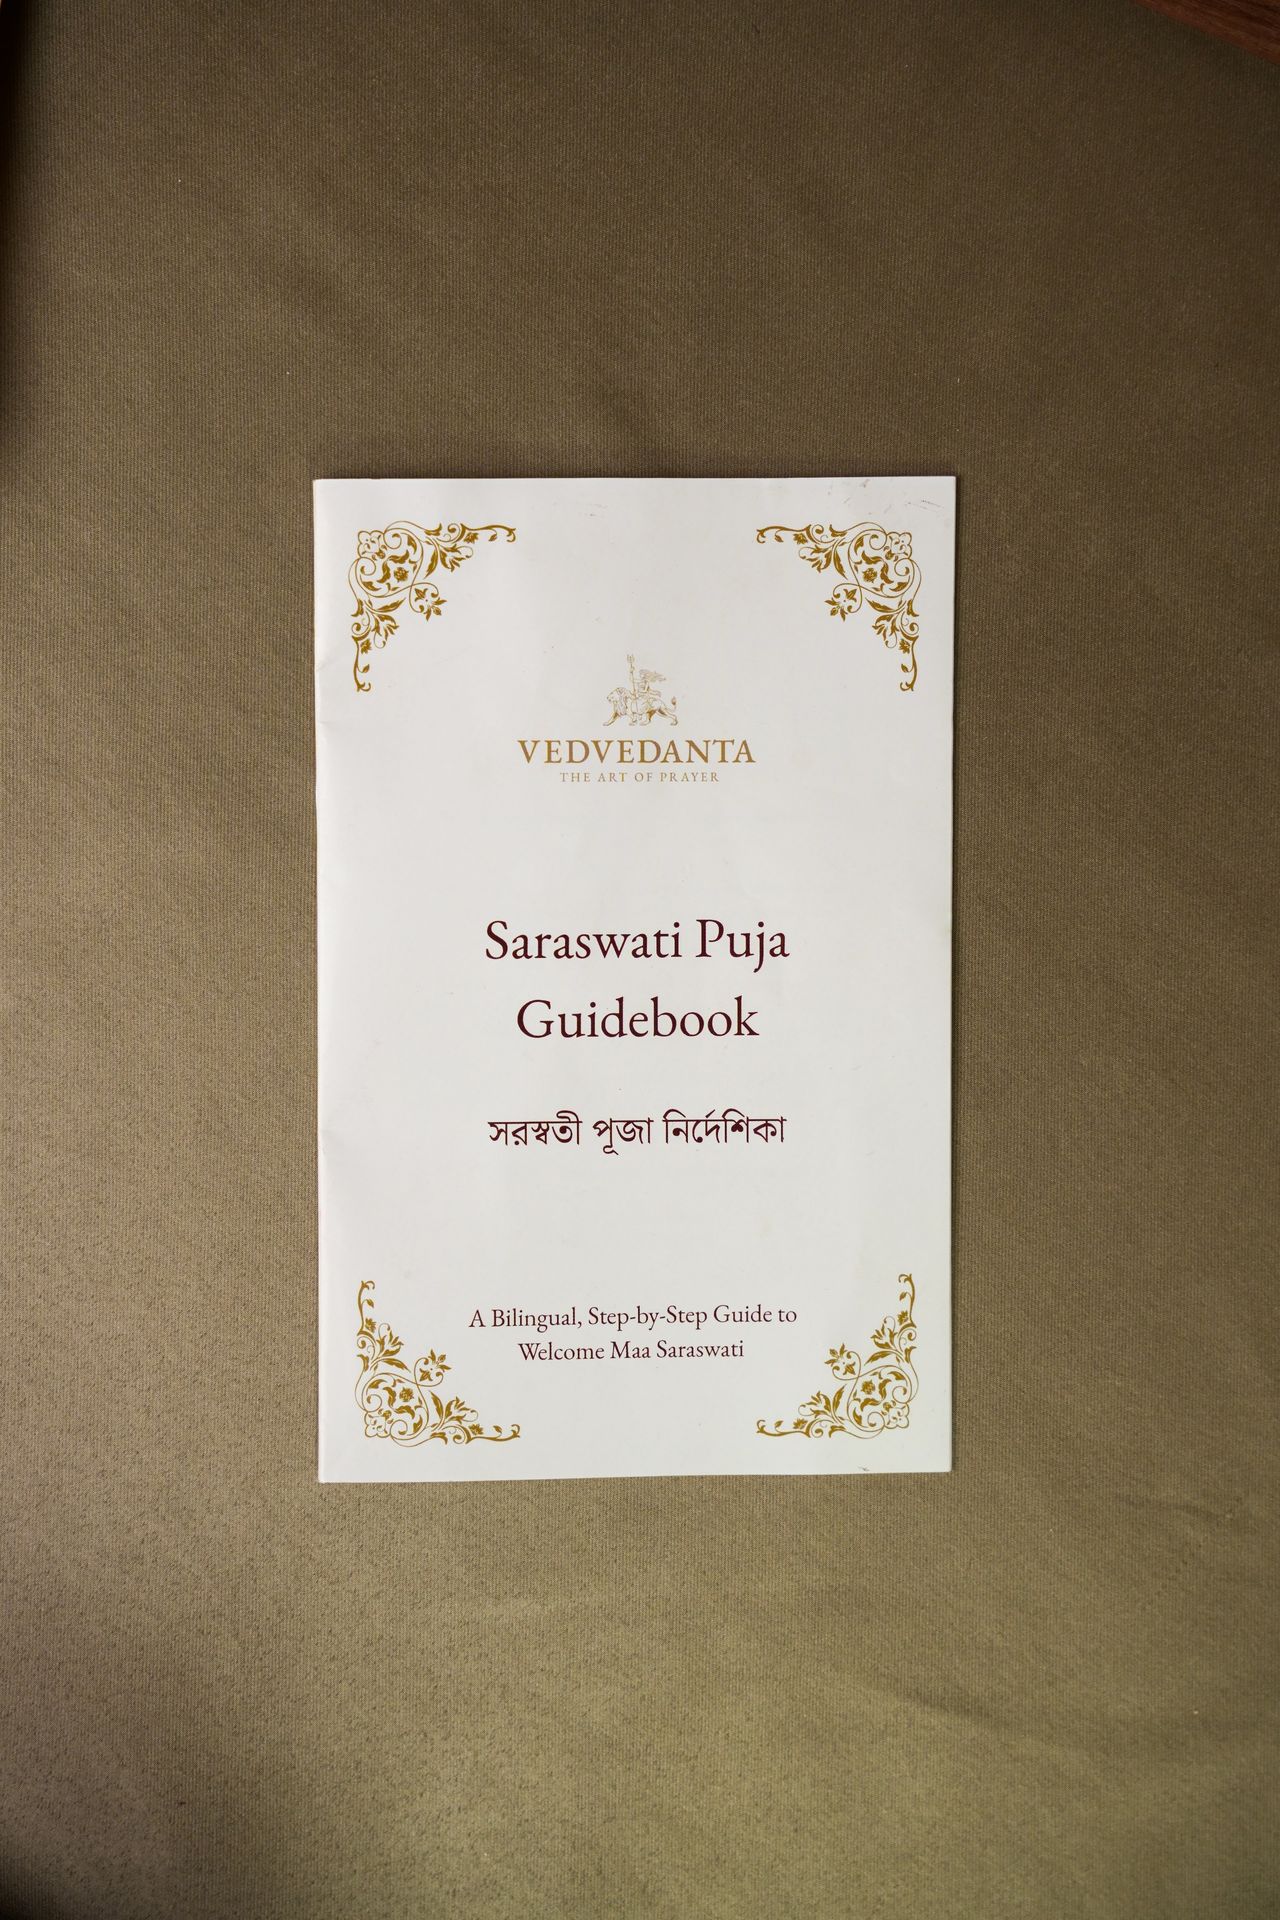 VEDVEDANTA
THE ART OF PRAYER
Saraswati Puja
Guidebook
সরস্বতী পূজা নির্দেশিকা
A Bilingual, Step-by-Step Guide to
Welcome Maa Saraswati